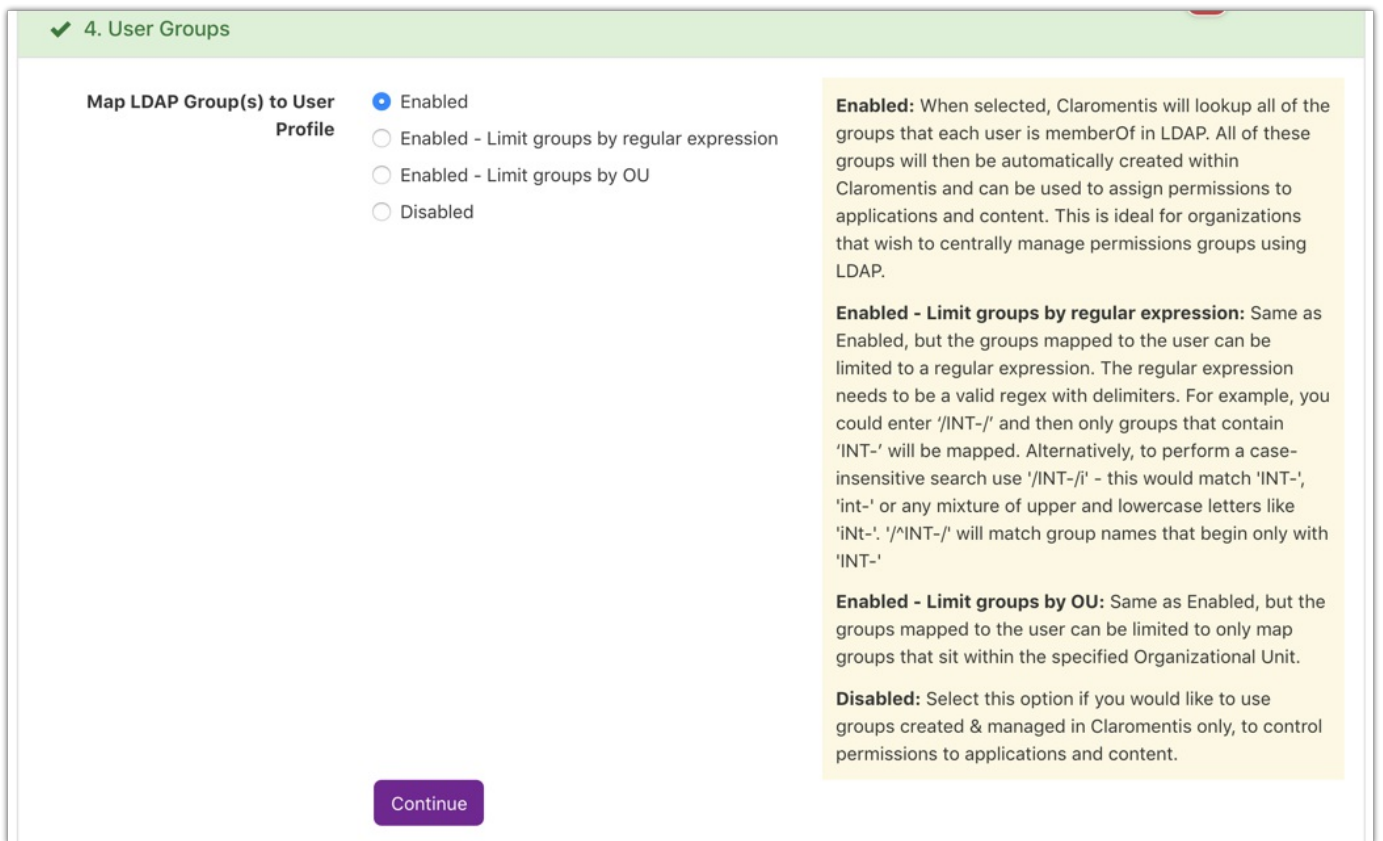 4. User Groups
Map LDAP Group(s) to User
Profile
Enabled
Enabled - Limit groups by regular expression
Enabled - Limit groups by OU
Disabled
Enabled: When selected, Claromentis will lookup all of the
groups that each user is memberOf in LDAP. All of these
groups will then be automatically created within
Claromentis and can be used to assign permissions to
applications and content. This is ideal for organizations
that wish to centrally manage permissions groups using
LDAP.
Enabled - Limit groups by regular expression: Same as
Enabled, but the groups mapped to the user can be
limited to a regular expression. The regular expression
needs to be a valid regex with delimiters. For example, you
could enter ‘/INT-/’ and then only groups that contain
‘INT-’ will be mapped. Alternatively, to perform a case-
insensitive search use '/INT-/i' - this would match 'INT-',
'int-' or any mixture of upper and lowercase letters like
'iNt-'. '/^INT-/' will match group names that begin only with
'INT-'
Enabled - Limit groups by OU: Same as Enabled, but the
groups mapped to the user can be limited to only map
groups that sit within the specified Organizational Unit.
Disabled: Select this option if you would like to use
groups created & managed in Claromentis only, to control
permissions to applications and content.
Continue